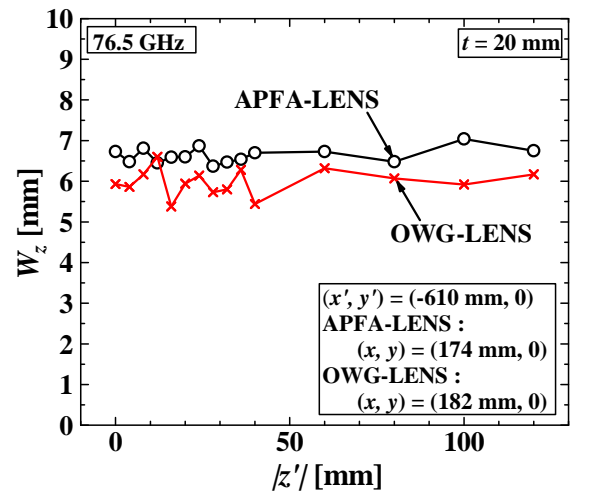 10
9
8
7
6
5
4
3
2
1
0
W_z [mm]
76.5 GHz
t = 20 mm
APFA-LENS
OWG-LENS
(x', y') = (-610 mm, 0)
APFA-LENS :
(x, y) = (174 mm, 0)
OWG-LENS :
(x, y) = (182 mm, 0)
0 50 100
|z'| [mm]